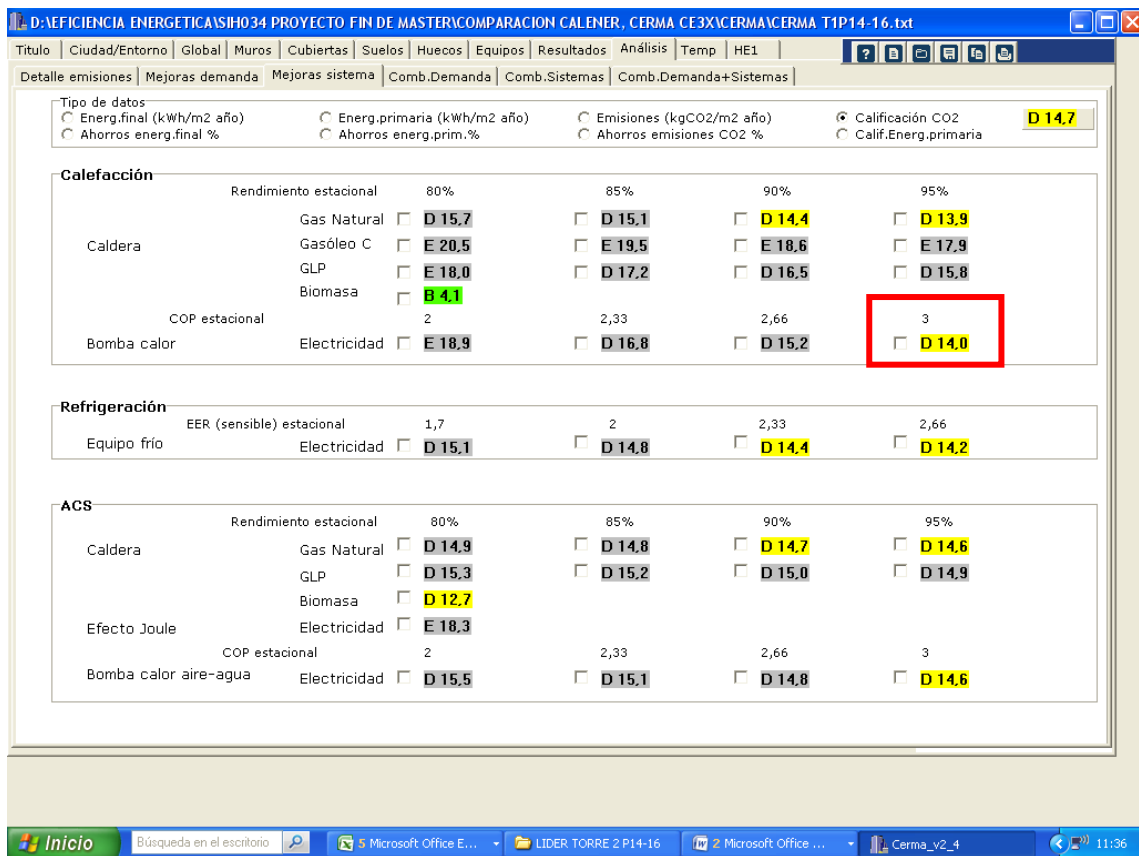 D:\EFICIENCIA ENERGETICA\SIH034 PROYECTO FIN DE MASTER\COMPARACION CALENER, CERMA CE3X\CERMA\CERMA T1P14-16.txt
Titulo Ciudad/Entorno Global Muros Cubiertas Suelos Huecos Equipos Resultados Análisis Temp HE1
Detalle emisiones Mejoras demanda Mejoras sistema Comb.Demanda Comb.Sistemas Comb.Demanda+Sistemas
Tipo de datos
Energ.final (kWh/m2 año) Energ.primaria (kWh/m2 año) Emisiones (kgCO2/m2 año) Calificación CO2 D 14,7
Ahorros energ.final % Ahorros energ.prim.% Ahorros emisiones CO2 % Calif.Energ.primaria
Calefacción
Rendimiento estacional 80% 85% 90% 95%
Gas Natural D 15,7 D 15,1 D 14,4 D 13,9
Caldera Gasóleo C E 20,5 E 19,5 E 18,6 E 17,9
GLP E 18,0 D 17,2 D 16,5 D 15,8
Biomasa B 4,1
COP estacional 2 2,33 2,66 3
Bomba calor Electricidad E 18,9 D 16,8 D 15,2 D 14,0
Refrigeración
EER (sensible) estacional 1,7 2 2,33 2,66
Equipo frío Electricidad D 15,1 D 14,8 D 14,4 D 14,2
ACS
Rendimiento estacional 80% 85% 90% 95%
Caldera Gas Natural D 14,9 D 14,8 D 14,7 D 14,6
GLP D 15,3 D 15,2 D 15,0 D 14,9
Biomasa D 12,7
Efecto Joule Electricidad E 18,3
COP estacional 2 2,33 2,66 3
Bomba calor aire-agua Electricidad D 15,5 D 15,1 D 14,8 D 14,6
Inicio Búsqueda en el escritorio 5 Microsoft Office E... LIDER TORRE 2 P14-16 2 Microsoft Office ... Cerma_v2_4 11:36